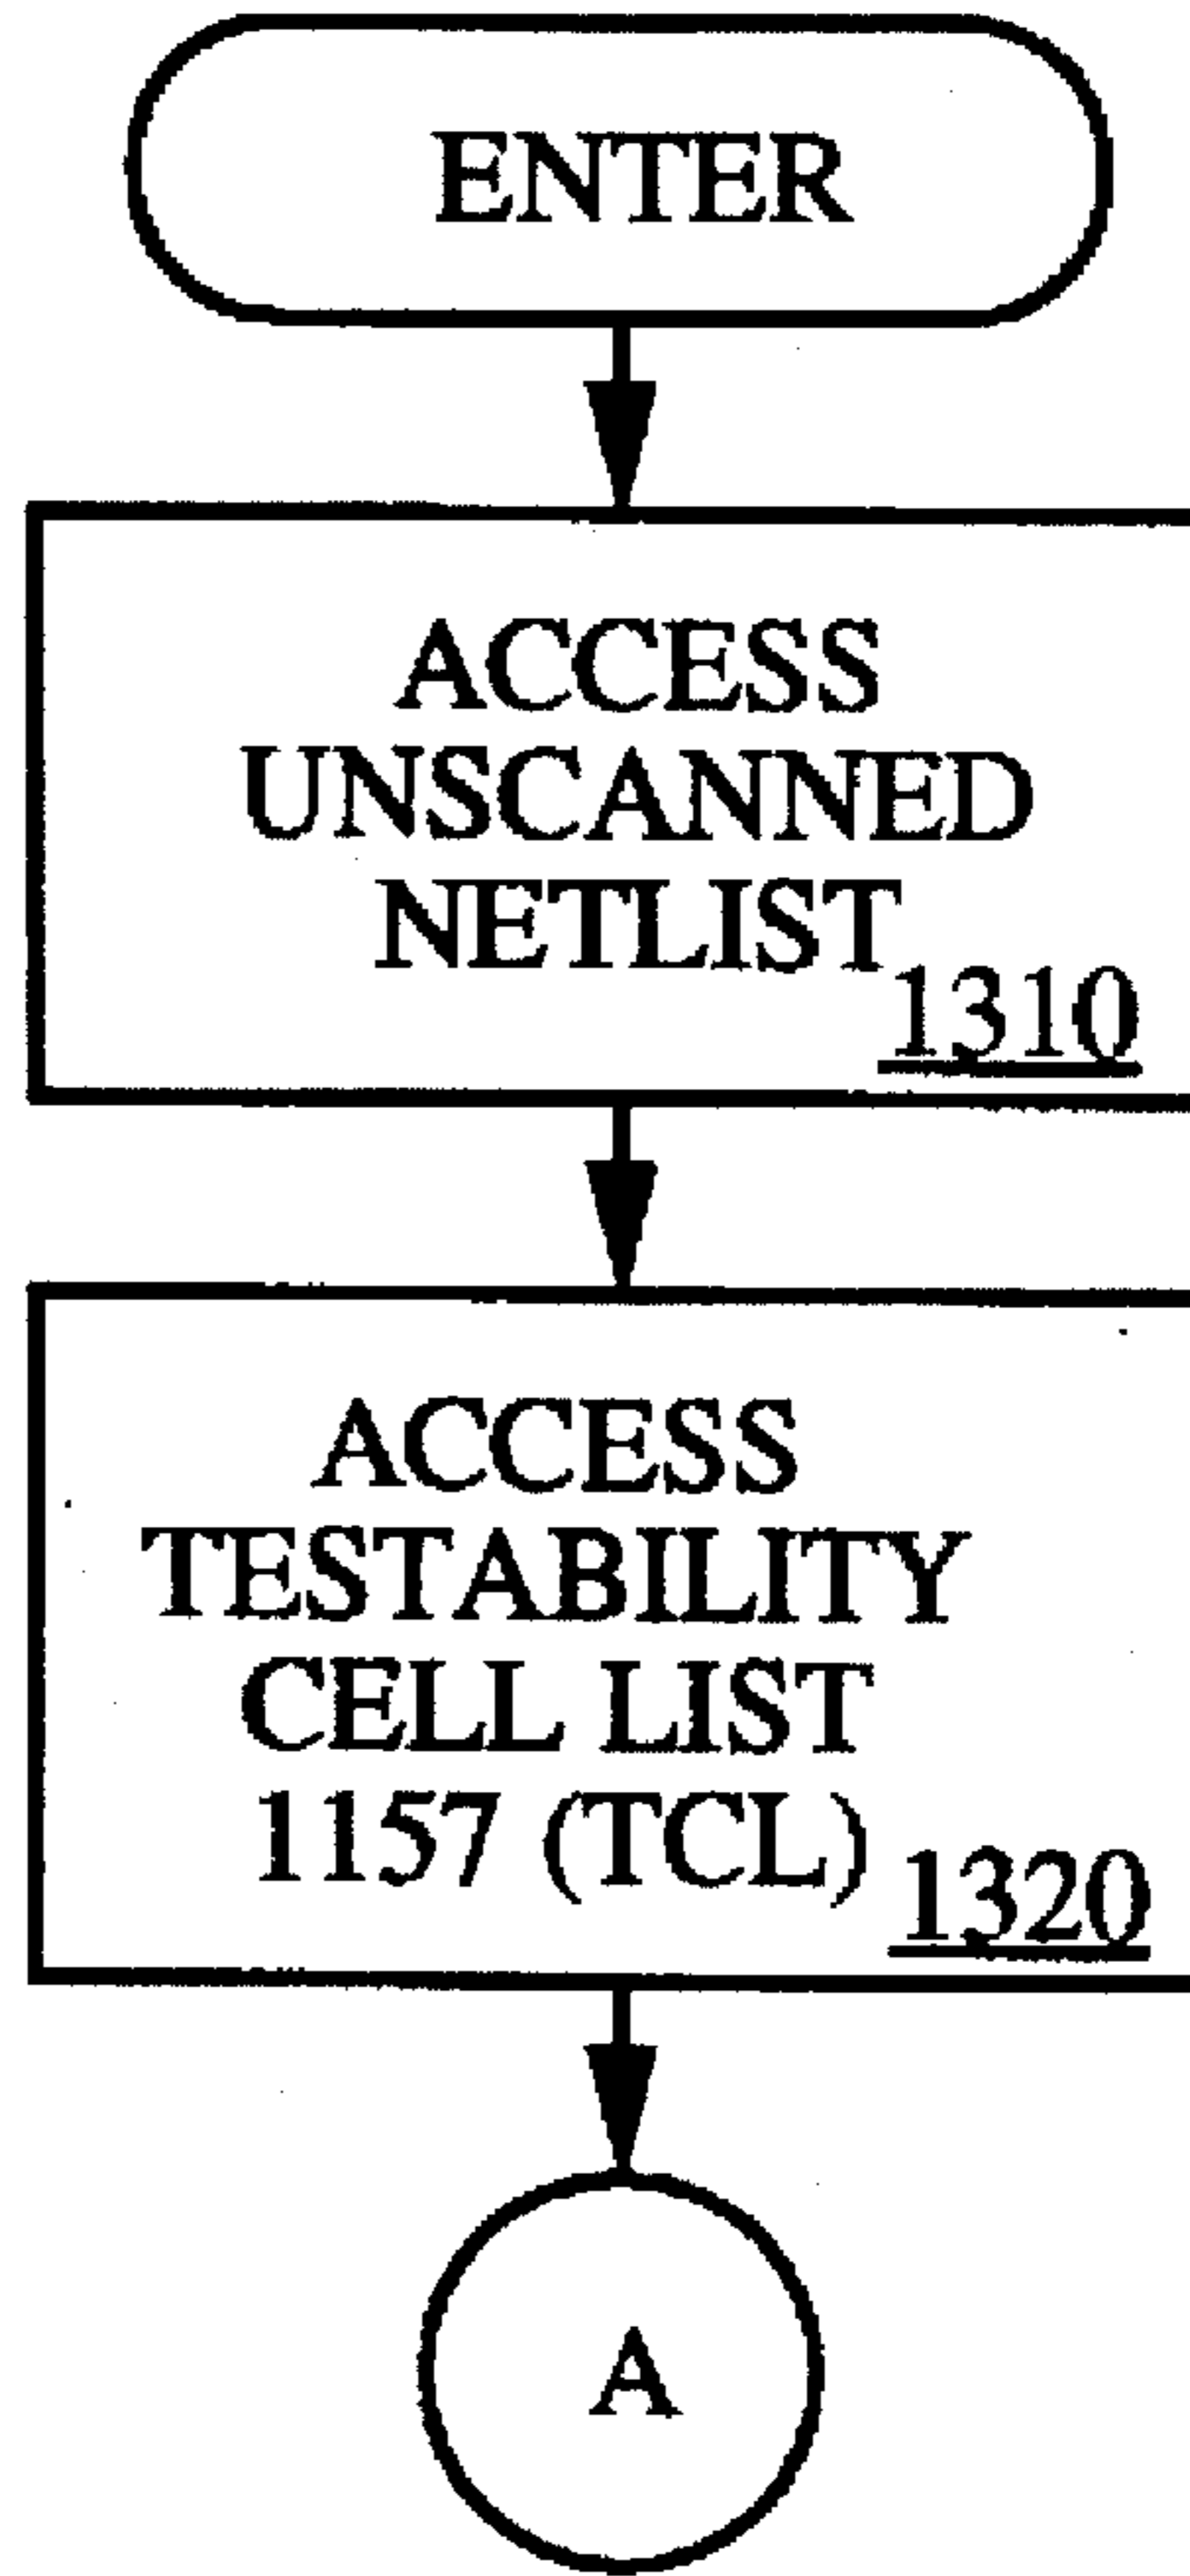 ENTER
ACCESS
UNSCANNED
NETLIST
1310
ACCESS
TESTABILITY
CELL LIST
1157 (TCL)
1320
A